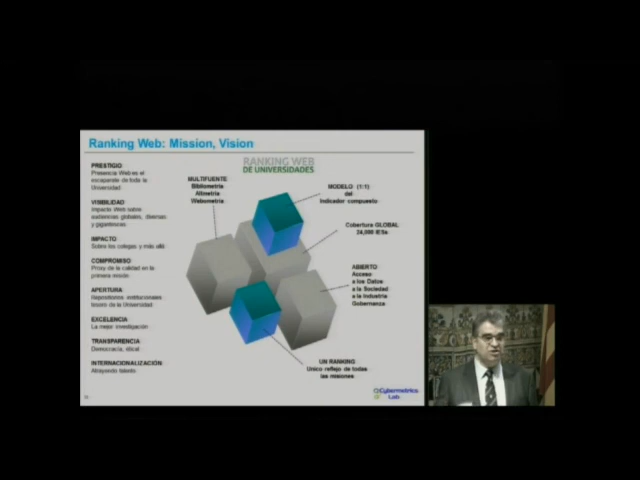 Ranking Web: Mission, Vision
RANKING WEB
DE UNIVERSIDADES
PRESTIGIO
Presencia Web es el
escaparate de toda la
Universidad
VISIBILIDAD
Impacto Web sobre
audiencias globales, diversas
y gigantescas
IMPACTO
Sobre los colegas y más allá
COMPROMISO
Proxy de la calidad en la
primera misión
APERTURA
Repositorios institucionales
tesoro de la Universidad
EXCELENCIA
La mejor investigación
TRANSPARENCIA
Democracia, ética!
INTERNACIONALIZACIÓN
Atrayendo talento
MULTIFUENTE
Bibliometría
Altmetría
Webometría
MODELO (1:1)
del
Indicador compuesto
Cobertura GLOBAL
24,000 IESs
ABIERTO
Acceso
a los Datos
a la Sociedad
a la Industria
Gobernanza
UN RANKING
Unico reflejo de todas
las misiones
Cybermetrics
Lab